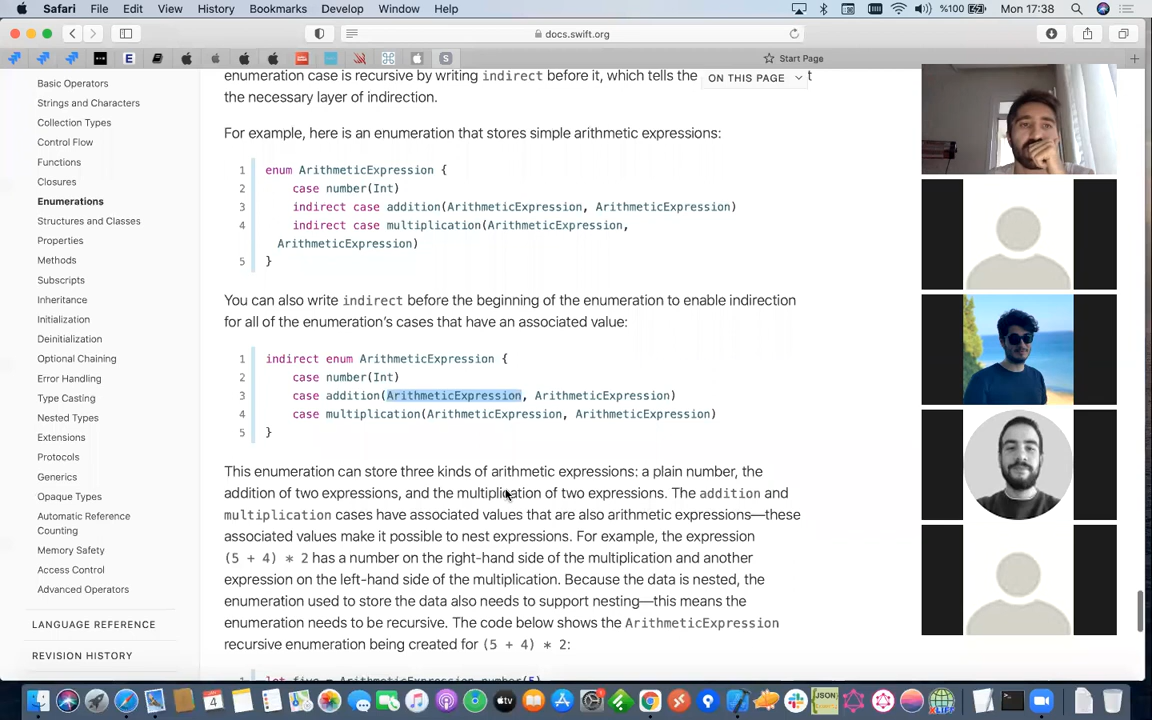 Safari File Edit View History Bookmarks Develop Window Help %100 Mon 17:38
docs.swift.org
Start Page
Basic Operators
Strings and Characters
Collection Types
Control Flow
Functions
Closures
Enumerations
Structures and Classes
Properties
Methods
Subscripts
Inheritance
Initialization
Deinitialization
Optional Chaining
Error Handling
Type Casting
Nested Types
Extensions
Protocols
Generics
Opaque Types
Automatic Reference
Counting
Memory Safety
Access Control
Advanced Operators
LANGUAGE REFERENCE
REVISION HISTORY
ON THIS PAGE
enumeration case is recursive by writing indirect before it, which tells the t
the necessary layer of indirection.
For example, here is an enumeration that stores simple arithmetic expressions:
1 enum ArithmeticExpression {
2 case number(Int)
3 indirect case addition(ArithmeticExpression, ArithmeticExpression)
4 indirect case multiplication(ArithmeticExpression,
ArithmeticExpression)
5 }
You can also write indirect before the beginning of the enumeration to enable indirection
for all of the enumeration's cases that have an associated value:
1 indirect enum ArithmeticExpression {
2 case number(Int)
3 case addition(ArithmeticExpression, ArithmeticExpression)
4 case multiplication(ArithmeticExpression, ArithmeticExpression)
5 }
This enumeration can store three kinds of arithmetic expressions: a plain number, the
addition of two expressions, and the multiplication of two expressions. The addition and
multiplication cases have associated values that are also arithmetic expressions—these
associated values make it possible to nest expressions. For example, the expression
(5 + 4) * 2 has a number on the right-hand side of the multiplication and another
expression on the left-hand side of the multiplication. Because the data is nested, the
enumeration used to store the data also needs to support nesting—this means the
enumeration needs to be recursive. The code below shows the ArithmeticExpression
recursive enumeration being created for (5 + 4) * 2:
1 let five = ArithmeticExpression.number(5)